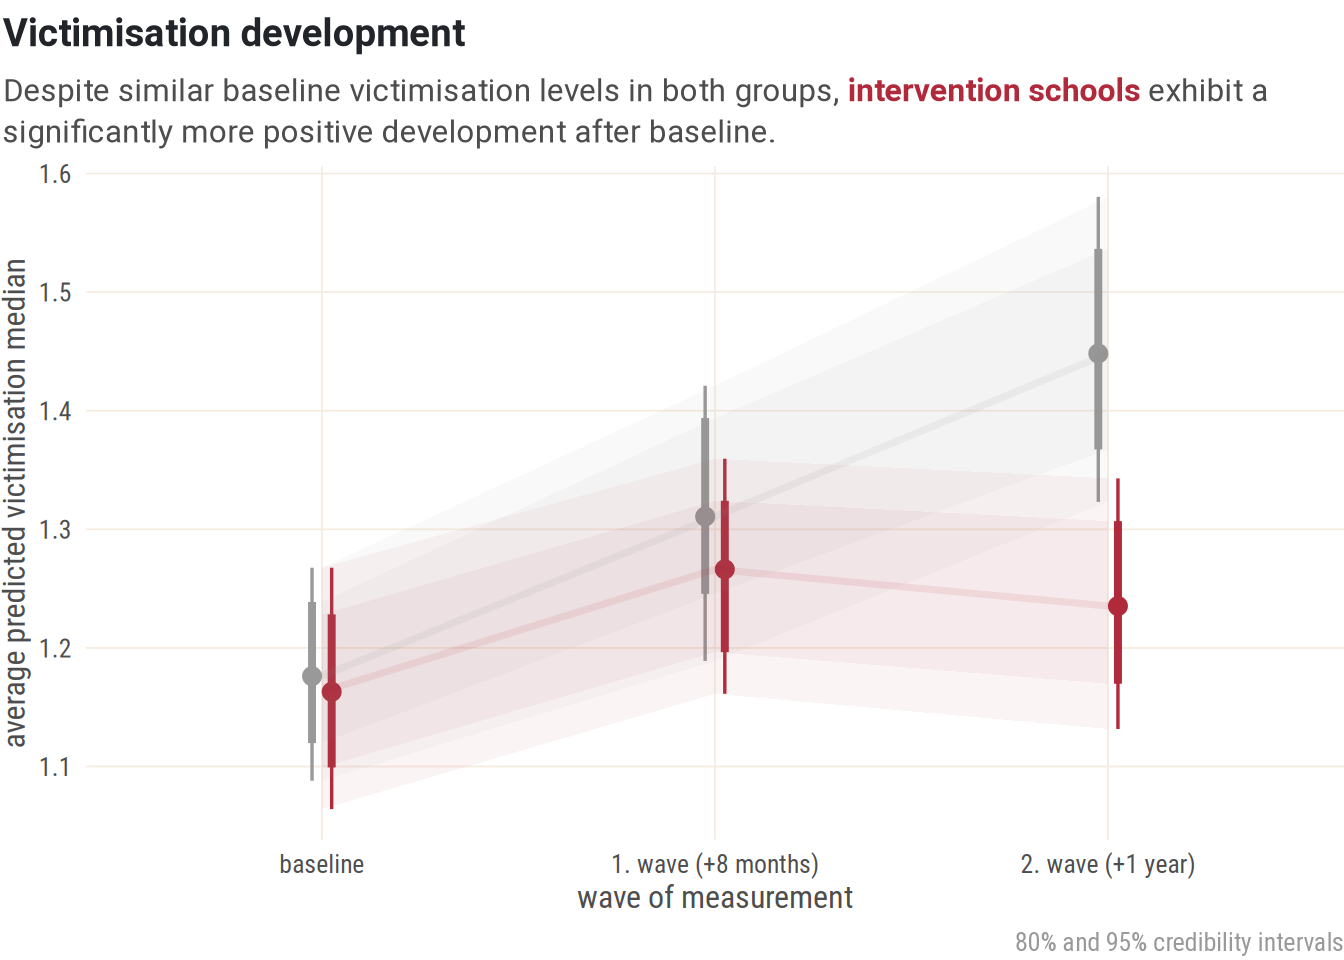 Victimisation development
Despite similar baseline victimisation levels in both groups, intervention schools exhibit a
significantly more positive development after baseline.
1.6
1.5
1.4
1.3
1.2
1.1
average predicted victimisation median
baseline
1. wave (+8 months)
2. wave (+1 year)
wave of measurement
80% and 95% credibility intervals